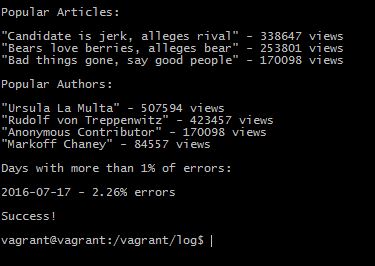 Popular Articles:
"Candidate is jerk, alleges rival" - 338647 views
"Bears love berries, alleges bear" - 253801 views
"Bad things gone, say good people" - 170098 views
Popular Authors:
"Ursula La Multa" - 507594 views
"Rudolf von Treppenwitz" - 423457 views
"Anonymous Contributor" - 170098 views
"Markoff Chaney" - 84557 views
Days with more than 1% of errors:
2016-07-17 - 2.26% errors
Success!
vagrant@vagrant:/vagrant/log$